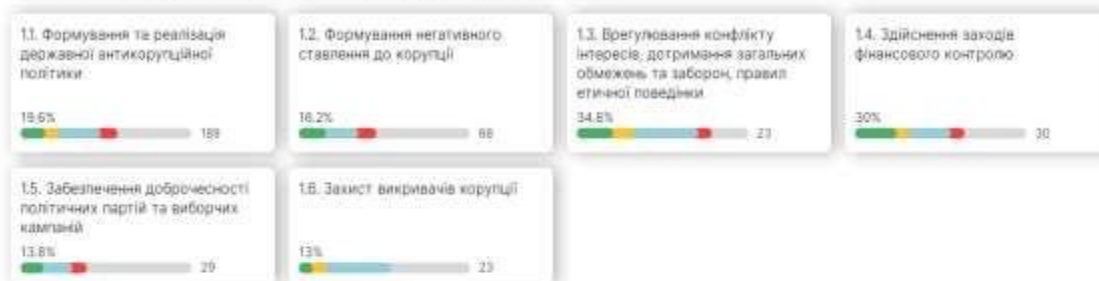 1.1. Формування та реалізація
державної антикорупційної
політики
19,6%
189
1.2. Формування негативного
ставлення до корупції
16.2%
68
1.3. Врегулювання конфлікту
інтересів, дотримання загальних
обмежень та заборон, правил
етичної поведінки
34.8%
23
1.4. Здійснення заходів
фінансового контролю
30%
30
1.5. Забезпечення доброчесності
політичних партій та виборчих
кампаній
13.8%
29
1.6. Захист викривачів корупції
13%
23